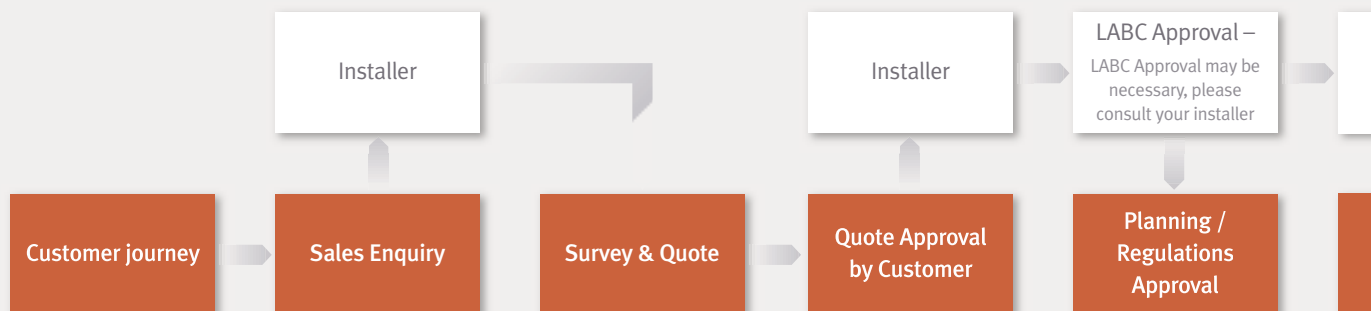 Installer
Installer
LABC Approval –
LABC Approval may be
necessary, please
consult your installer
Customer journey
Sales Enquiry
Survey & Quote
Quote Approval
by Customer
Planning /
Regulations
Approval